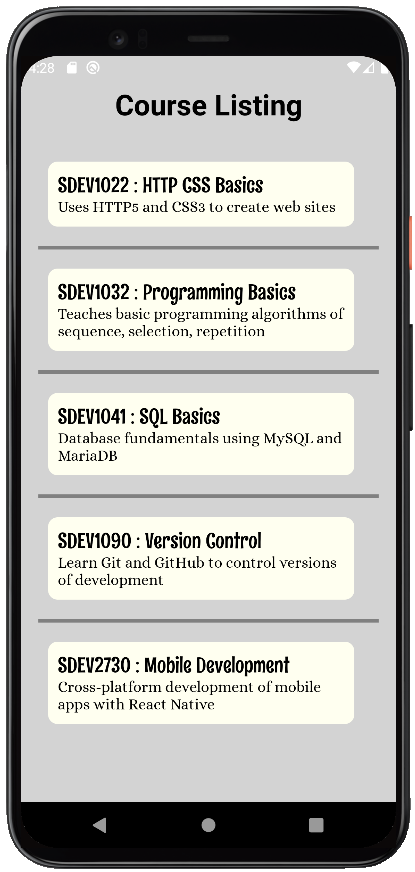 4:28
Course Listing
SDEV1022 : HTTP CSS Basics
Uses HTTP5 and CSS3 to create web sites
SDEV1032 : Programming Basics
Teaches basic programming algorithms of
sequence, selection, repetition
SDEV1041 : SQL Basics
Database fundamentals using MySQL and
MariaDB
SDEV1090 : Version Control
Learn Git and GitHub to control versions
of development
SDEV2730 : Mobile Development
Cross-platform development of mobile
apps with React Native